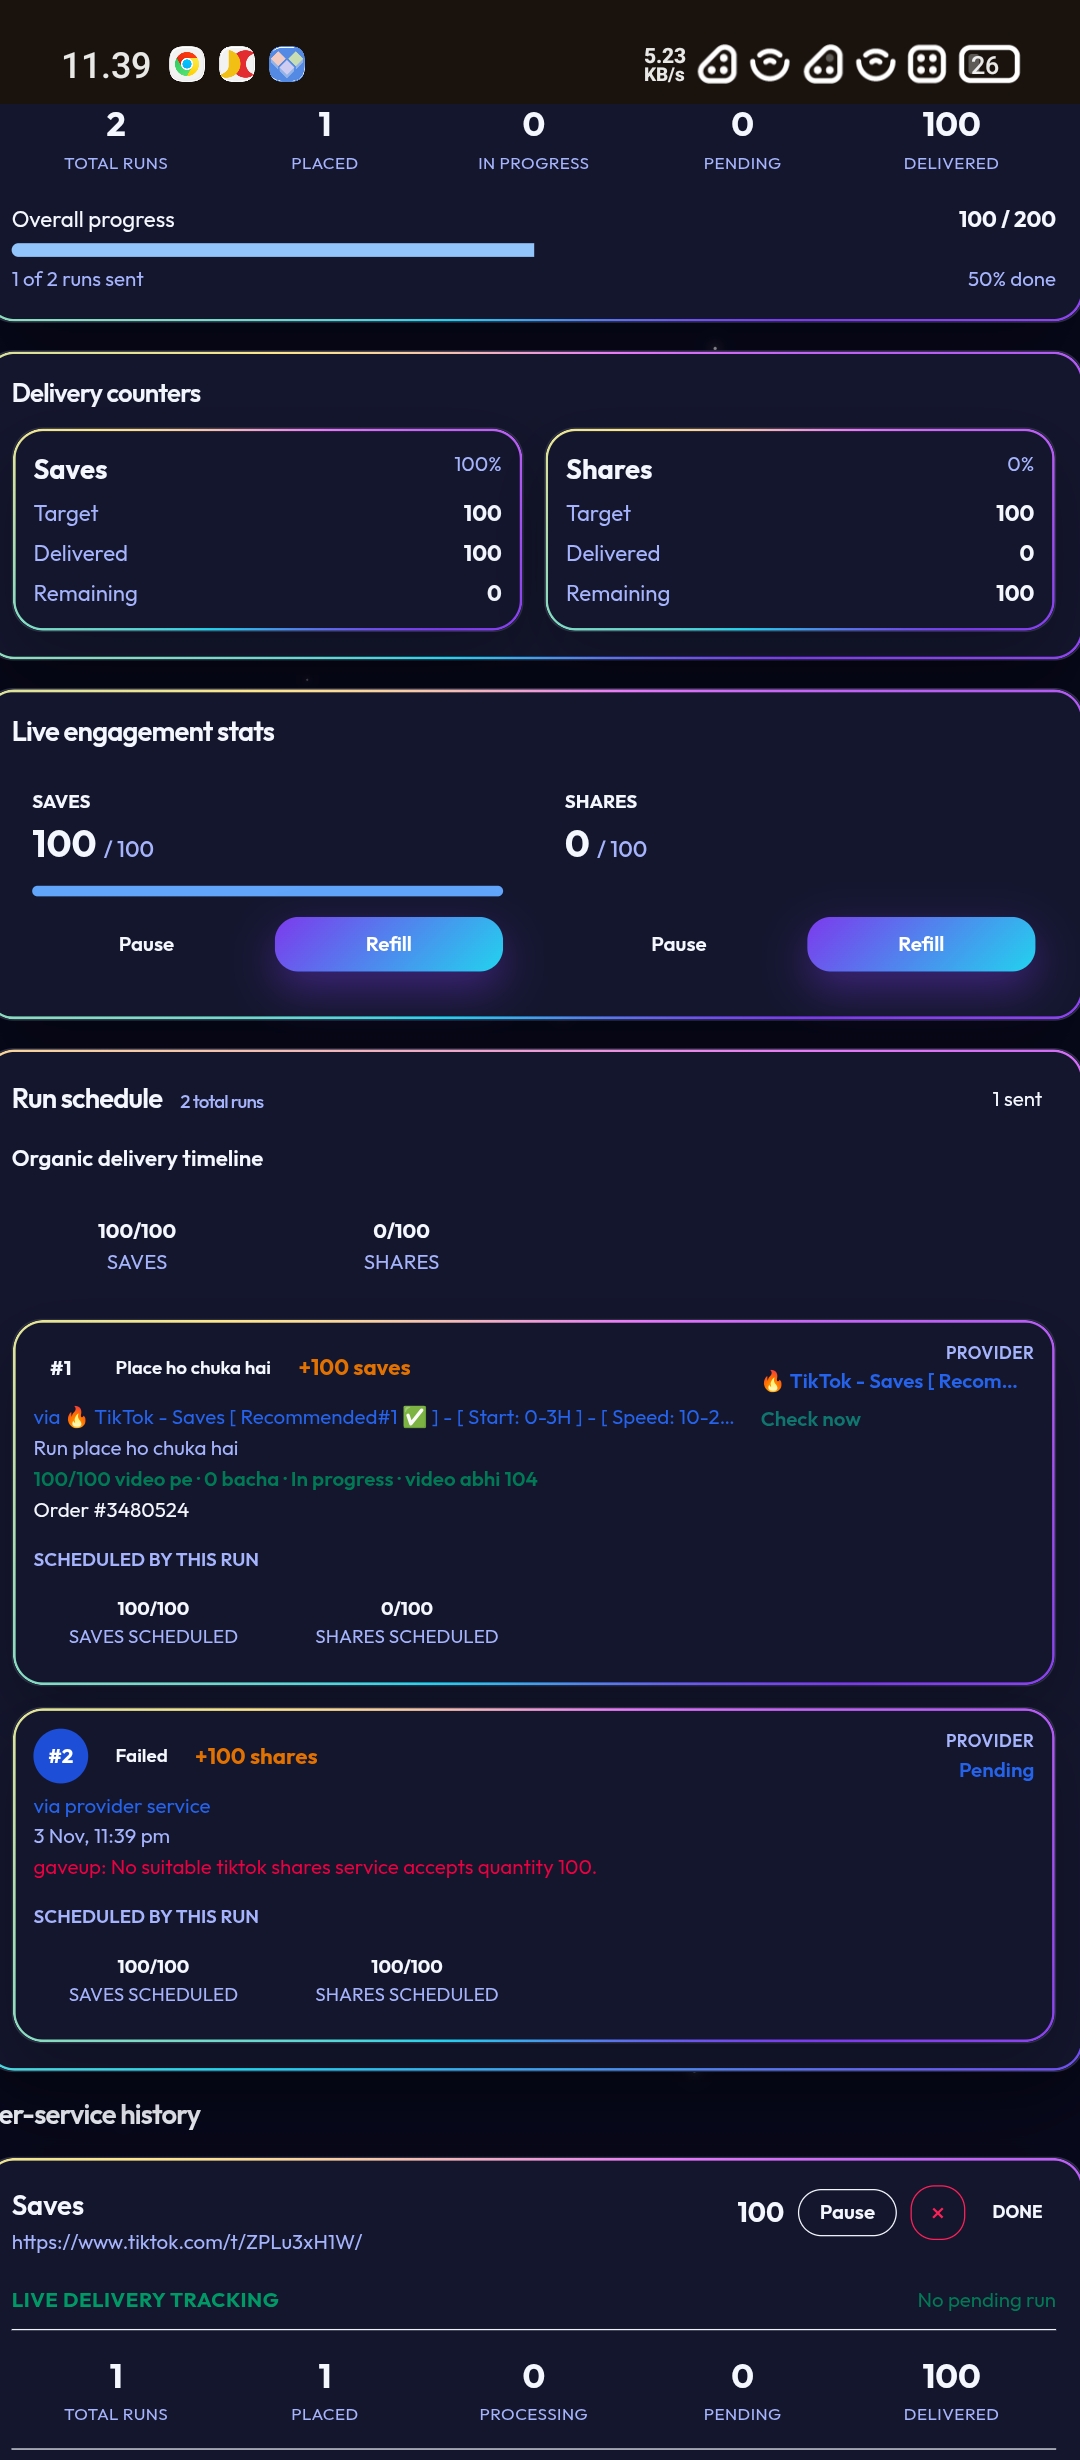 11.39
5.23
KB/s
26
2 1 0 0 100
TOTAL RUNS PLACED IN PROGRESS PENDING DELIVERED
Overall progress 100 / 200
1 of 2 runs sent 50% done
Delivery counters
Saves 100%
Target 100
Delivered 100
Remaining 0
Shares 0%
Target 100
Delivered 0
Remaining 100
Live engagement stats
SAVES
100 / 100
Pause Refill
SHARES
0 / 100
Pause Refill
Run schedule 2 total runs 1 sent
Organic delivery timeline
100/100 0/100
SAVES SHARES
#1 Place ho chuka hai +100 saves
PROVIDER
🔥 TikTok - Saves [ Recom...
Check now
via 🔥 TikTok - Saves [ Recommended#1 ✅ ] - [ Start: 0-3H ] - [ Speed: 10-2...
Run place ho chuka hai
100/100 video pe · 0 bacha · In progress · video abhi 104
Order #3480524
SCHEDULED BY THIS RUN
100/100 0/100
SAVES SCHEDULED SHARES SCHEDULED
#2 Failed +100 shares
PROVIDER
Pending
via provider service
3 Nov, 11:39 pm
gaveup: No suitable tiktok shares service accepts quantity 100.
SCHEDULED BY THIS RUN
100/100 100/100
SAVES SCHEDULED SHARES SCHEDULED
er-service history
Saves 100 Pause × DONE
https://www.tiktok.com/t/ZPLu3xH1W/
LIVE DELIVERY TRACKING No pending run
1 1 0 0 100
TOTAL RUNS PLACED PROCESSING PENDING DELIVERED